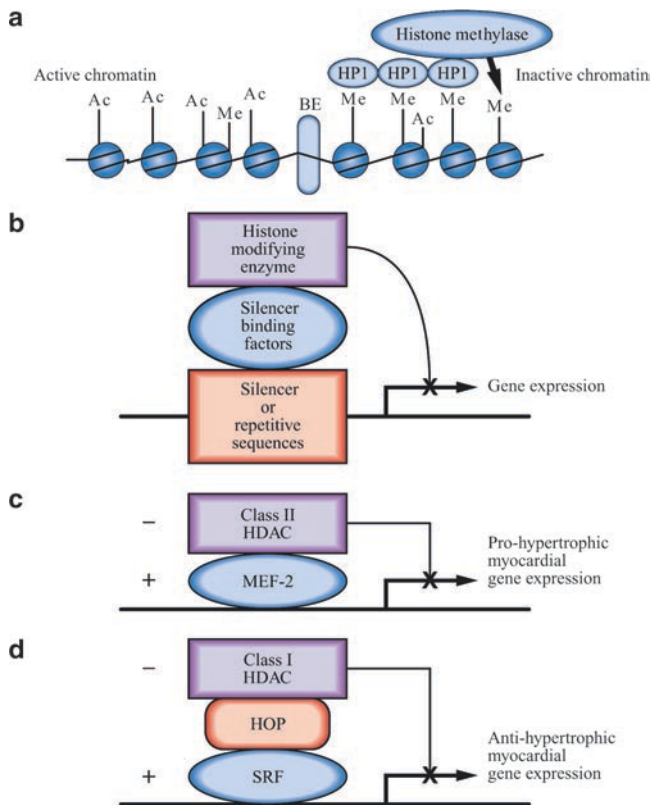 a
Histone methylase
HP1 HP1 HP1
Active chromatin
Inactive chromatin
Ac Ac Ac Me Ac BE Me Me Ac Me Me
b
Histone
modifying
enzyme
Silencer
binding
factors
Silencer
or
repetitive
sequences
Gene expression
X
c
−
Class II
HDAC
+
MEF-2
X
Pro-hypertrophic
myocardial
gene expression
d
−
Class I
HDAC
HOP
+
SRF
X
Anti-hypertrophic
myocardial
gene expression